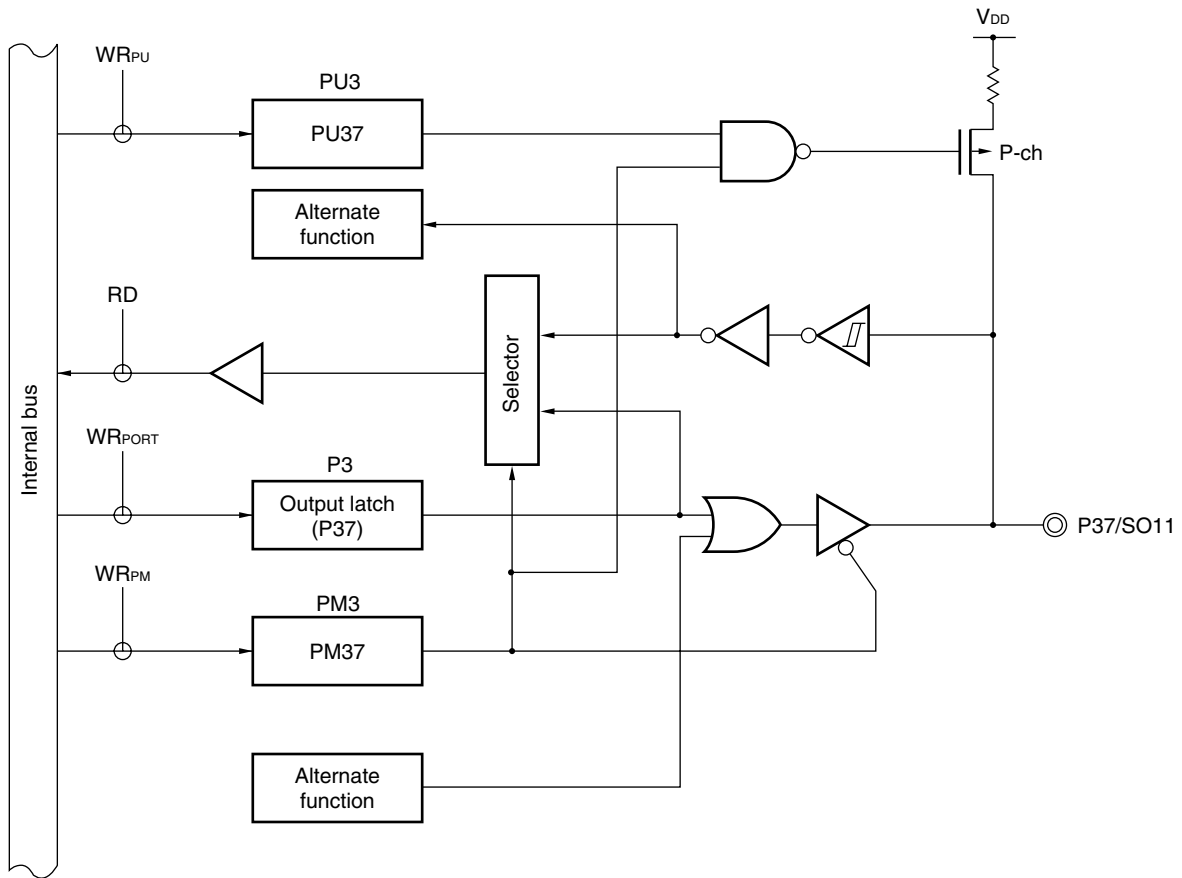 VDD
WRPU
PU3
PU37
P-ch
Alternate
function
RD
Selector
Internal bus
WRPORT
P3
Output latch
(P37)
P37/SO11
WRPM
PM3
PM37
Alternate
function